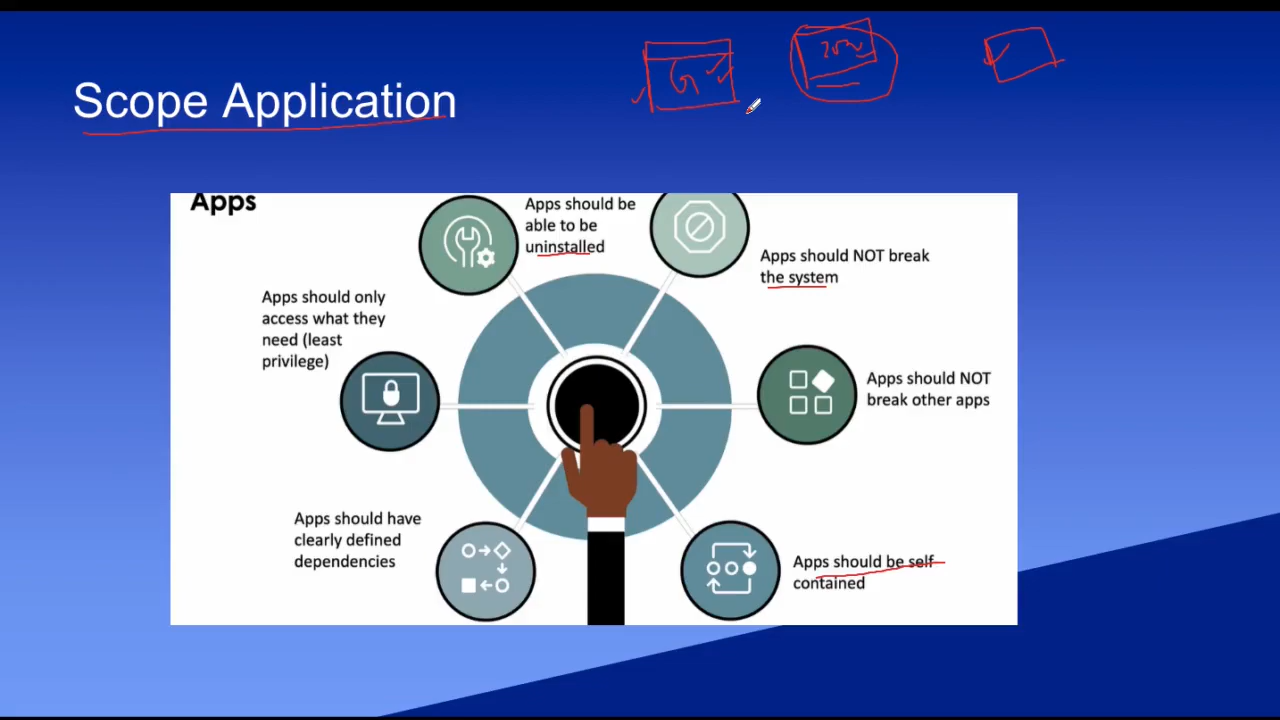 Scope Application
G
Apps
Apps should be
able to be
uninstalled
Apps should NOT break
the system
Apps should only
access what they
need (least
privilege)
Apps should NOT
break other apps
Apps should have
clearly defined
dependencies
Apps should be self
contained